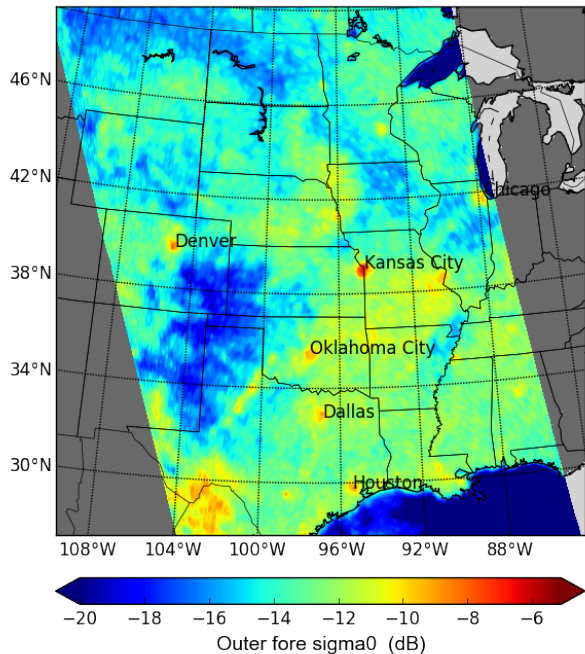 46°N
Chicago
42°N
Denver
Kansas City
38°N
Oklahoma City
34°N
Dallas
30°N
Houston
108°W 104°W 100°W 96°W 92°W 88°W
−20 −18 −16 −14 −12 −10 −8 −6
Outer fore sigma0 (dB)